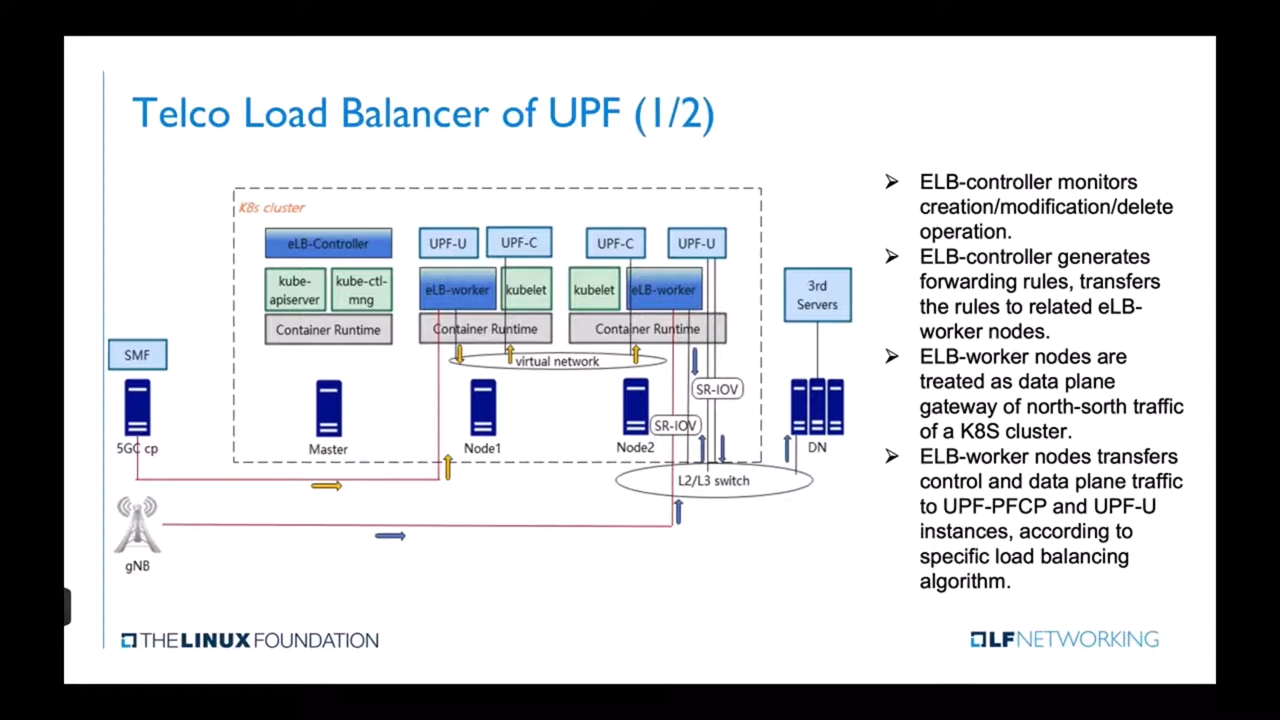 Telco Load Balancer of UPF (1/2)
K8s cluster
eLB-Controller
UPF-U
UPF-C
UPF-C
UPF-U
kube-
apiserver
kube-ctl-
mng
eLB-worker
kubelet
kubelet
eLB-worker
3rd
Servers
Container Runtime
Container Runtime
Container Runtime
SMF
virtual network
SR-IOV
SR-IOV
5GC cp
Master
Node1
Node2
DN
L2/L3 switch
gNB
ELB-controller monitors
creation/modification/delete
operation.
ELB-controller generates
forwarding rules, transfers
the rules to related eLB-
worker nodes.
ELB-worker nodes are
treated as data plane
gateway of north-sorth traffic
of a K8S cluster.
ELB-worker nodes transfers
control and data plane traffic
to UPF-PFCP and UPF-U
instances, according to
specific load balancing
algorithm.
THE LINUX FOUNDATION
LFNETWORKING